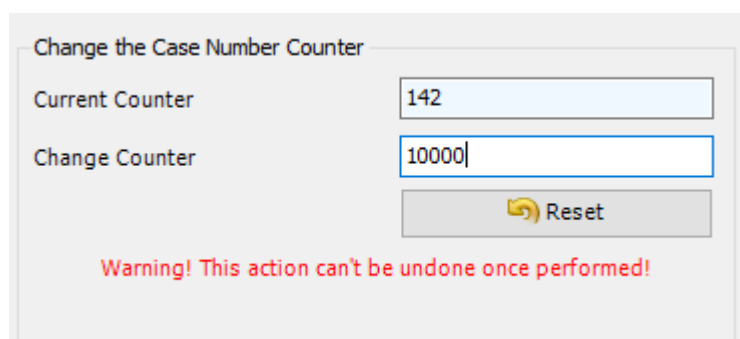 Change the Case Number Counter
Current Counter 142
Change Counter 10000
Reset
Warning! This action can't be undone once performed!